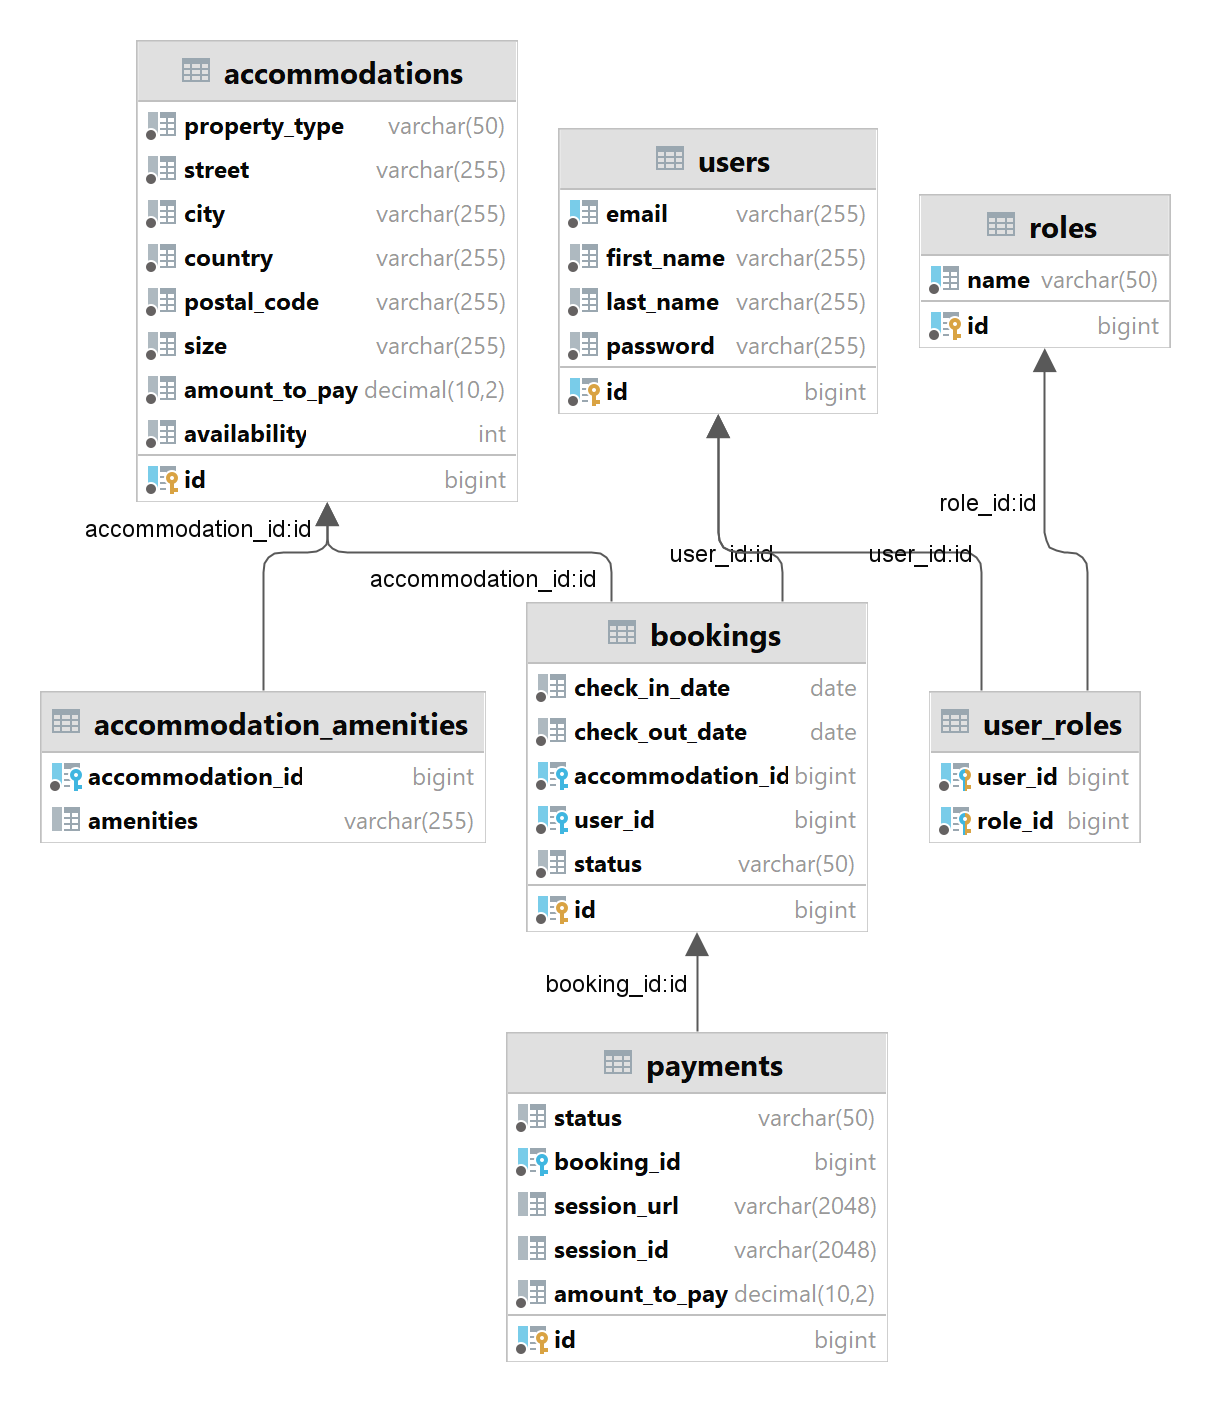 accommodations
property_type varchar(50)
street varchar(255)
city varchar(255)
country varchar(255)
postal_code varchar(255)
size varchar(255)
amount_to_pay decimal(10,2)
availability int
id bigint
users
email varchar(255)
first_name varchar(255)
last_name varchar(255)
password varchar(255)
id bigint
roles
name varchar(50)
id bigint
accommodation_id:id
accommodation_id:id
user_id:id
user_id:id
role_id:id
accommodation_amenities
accommodation_id bigint
amenities varchar(255)
bookings
check_in_date date
check_out_date date
accommodation_id bigint
user_id bigint
status varchar(50)
id bigint
user_roles
user_id bigint
role_id bigint
booking_id:id
payments
status varchar(50)
booking_id bigint
session_url varchar(2048)
session_id varchar(2048)
amount_to_pay decimal(10,2)
id bigint